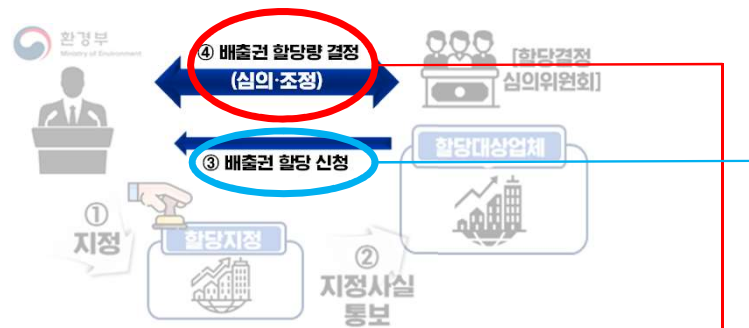 환경부
Ministry of Environment
④ 배출권 할당량 결정
(심의·조정)
[할당결정
심의위원회]
③ 배출권 할당 신청
할당대상업체
①
지정
할당지정
②
지정사실
통보